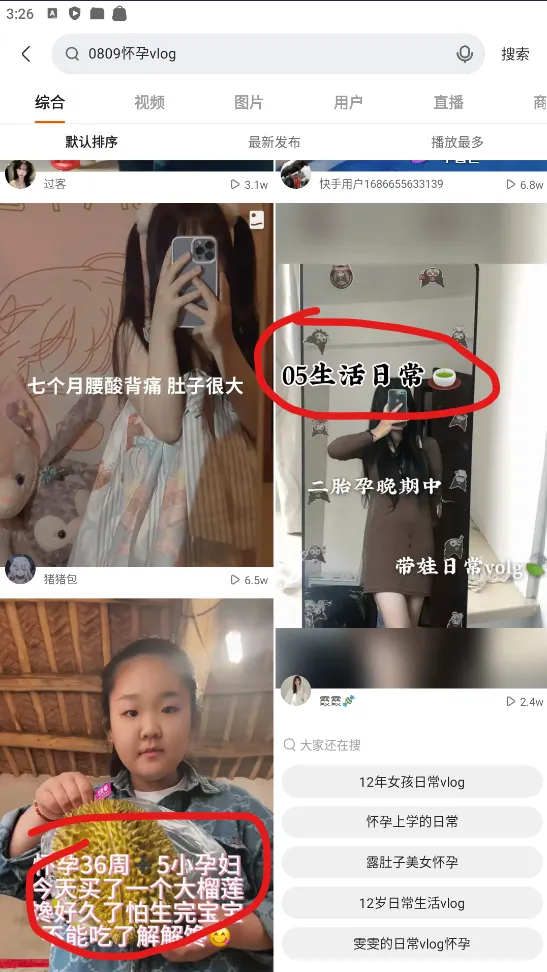 3:26
0809怀孕vlog
搜索
综合
视频
图片
用户
直播
商
默认排序
最新发布
播放最多
过客
3.1w
快手用户1686655633139
6.8w
七个月腰酸背痛 肚子很大
猪猪包
6.5w
05生活日常
二胎孕晚期中
带娃日常volg
霞霞
2.4w
怀孕36周➕5小孕妇
今天买了一个大榴莲
馋好久了怕生完宝宝
不能吃了解解馋
大家还在搜
12年女孩日常vlog
怀孕上学的日常
露肚子美女怀孕
12岁日常生活vlog
雯雯的日常vlog怀孕